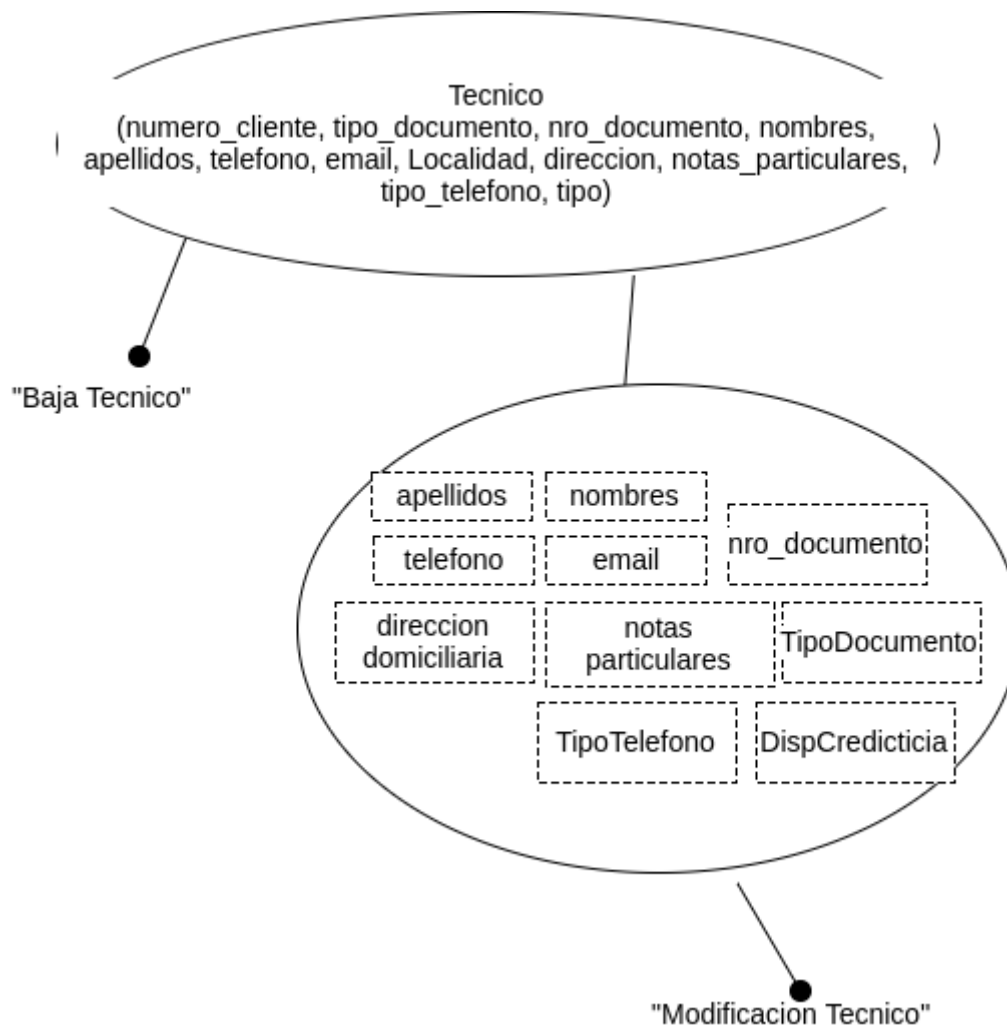 Tecnico
(numero_cliente, tipo_documento, nro_documento, nombres,
apellidos, telefono, email, Localidad, direccion, notas_particulares,
tipo_telefono, tipo)
"Baja Tecnico"
apellidos
nombres
nro_documento
telefono
email
direccion
domiciliaria
notas
particulares
TipoDocumento
TipoTelefono
DispCredicticia
"Modificacion Tecnico"